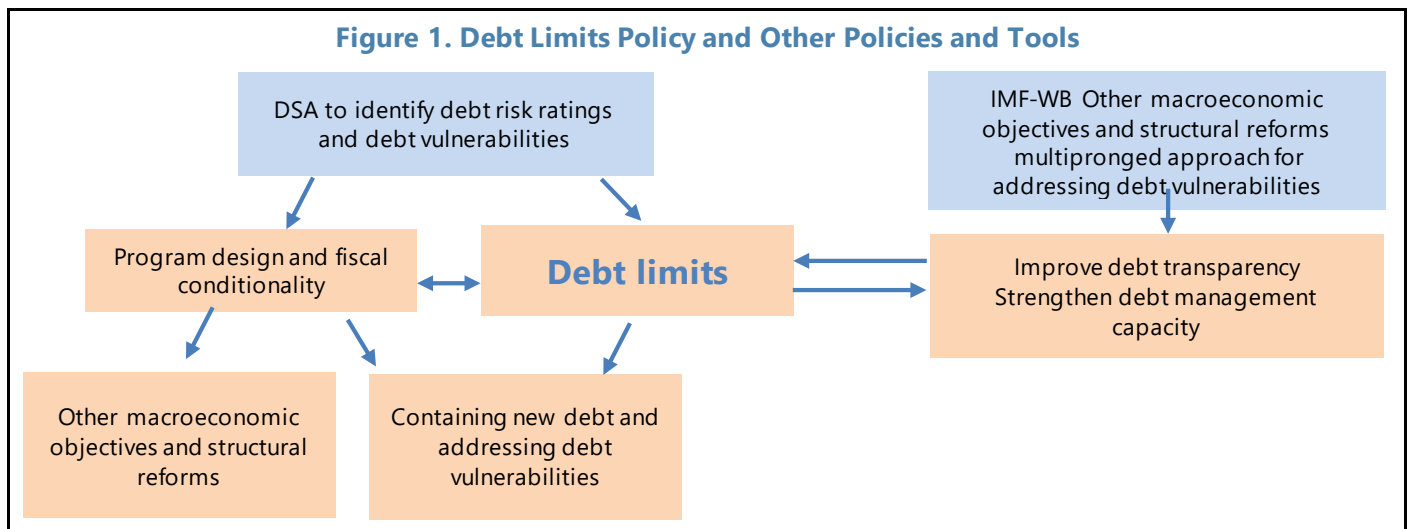 Figure 1. Debt Limits Policy and Other Policies and Tools
DSA to identify debt risk ratings
and debt vulnerabilities
IMF-WB Other macroeconomic
objectives and structural reforms
multipronged approach for
addressing debt vulnerabilities
Program design and fiscal
conditionality
Debt limits
Improve debt transparency
Strengthen debt management
capacity
Other macroeconomic
objectives and structural
reforms
Containing new debt and
addressing debt
vulnerabilities